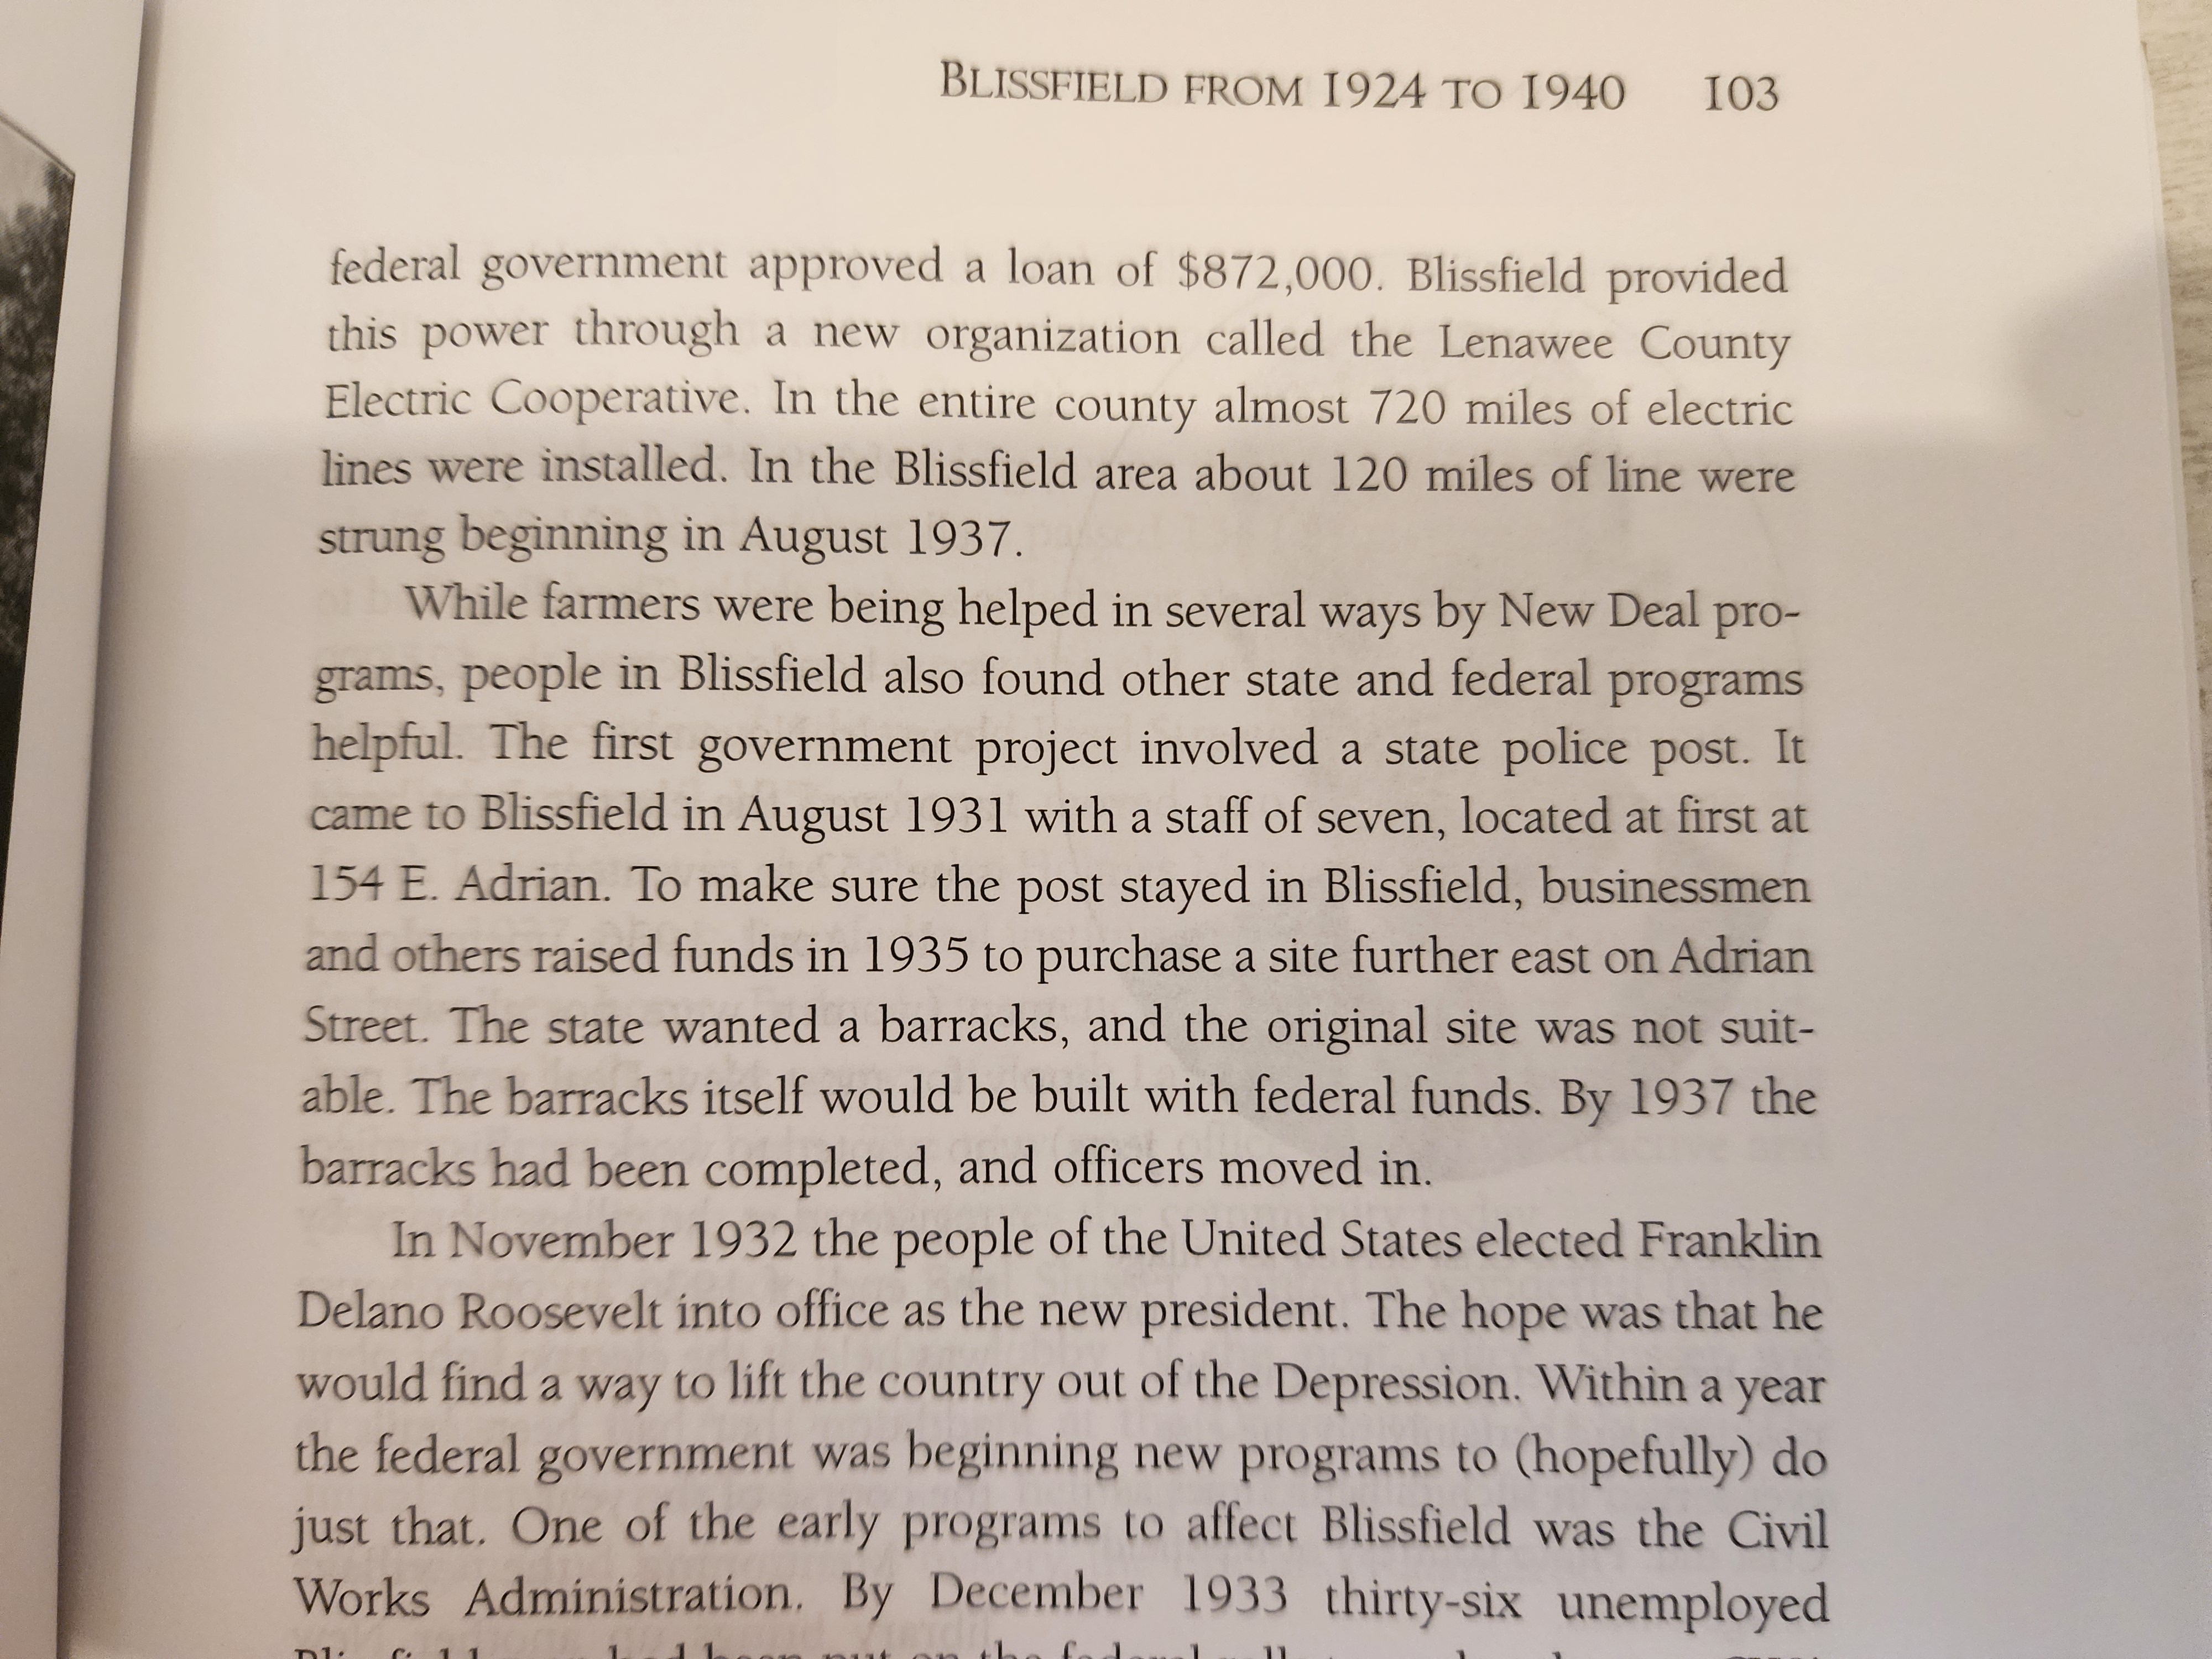 BLISSFIELD FROM 1924 TO 1940 103
federal government approved a loan of $872,000. Blissfield provided
this power through a new organization called the Lenawee County
Electric Cooperative. In the entire county almost 720 miles of electric
lines were installed. In the Blissfield area about 120 miles of line were
strung beginning in August 1937.
While farmers were being helped in several ways by New Deal pro-
grams, people in Blissfield also found other state and federal programs
helpful. The first government project involved a state police post. It
came to Blissfield in August 1931 with a staff of seven, located at first at
154 E. Adrian. To make sure the post stayed in Blissfield, businessmen
and others raised funds in 1935 to purchase a site further east on Adrian
Street. The state wanted a barracks, and the original site was not suit-
able. The barracks itself would be built with federal funds. By 1937 the
barracks had been completed, and officers moved in.
In November 1932 the people of the United States elected Franklin
Delano Roosevelt into office as the new president. The hope was that he
would find a way to lift the country out of the Depression. Within a year
the federal government was beginning new programs to (hopefully) do
just that. One of the early programs to affect Blissfield was the Civil
Works Administration. By December 1933 thirty-six unemployed
had been put on the federal